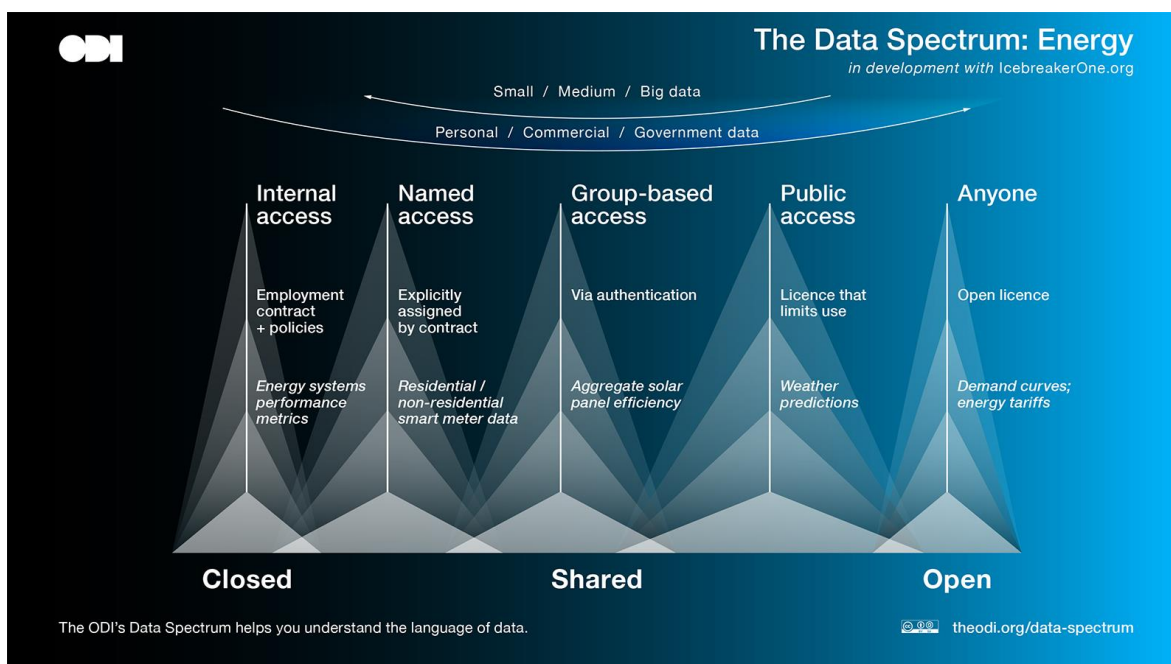 ODI
The Data Spectrum: Energy
in development with IcebreakerOne.org
Small / Medium / Big data
Personal / Commercial / Government data
Internal
access
Employment
contract
+ policies
Energy systems
performance
metrics
Named
access
Explicitly
assigned
by contract
Residential /
non-residential
smart meter data
Group-based
access
Via authentication
Aggregate solar
panel efficiency
Public
access
Licence that
limits use
Weather
predictions
Anyone
Open licence
Demand curves;
energy tariffs
Closed
Shared
Open
The ODI's Data Spectrum helps you understand the language of data.
theodi.org/data-spectrum